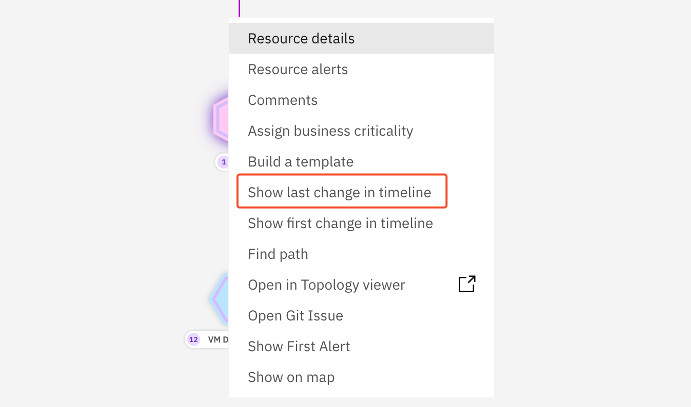 Resource details
Resource alerts
Comments
Assign business criticality
1
Build a template
Show last change in timeline
Show first change in timeline
Find path
Open in Topology viewer
Open Git Issue
12 VM D
Show First Alert
Show on map